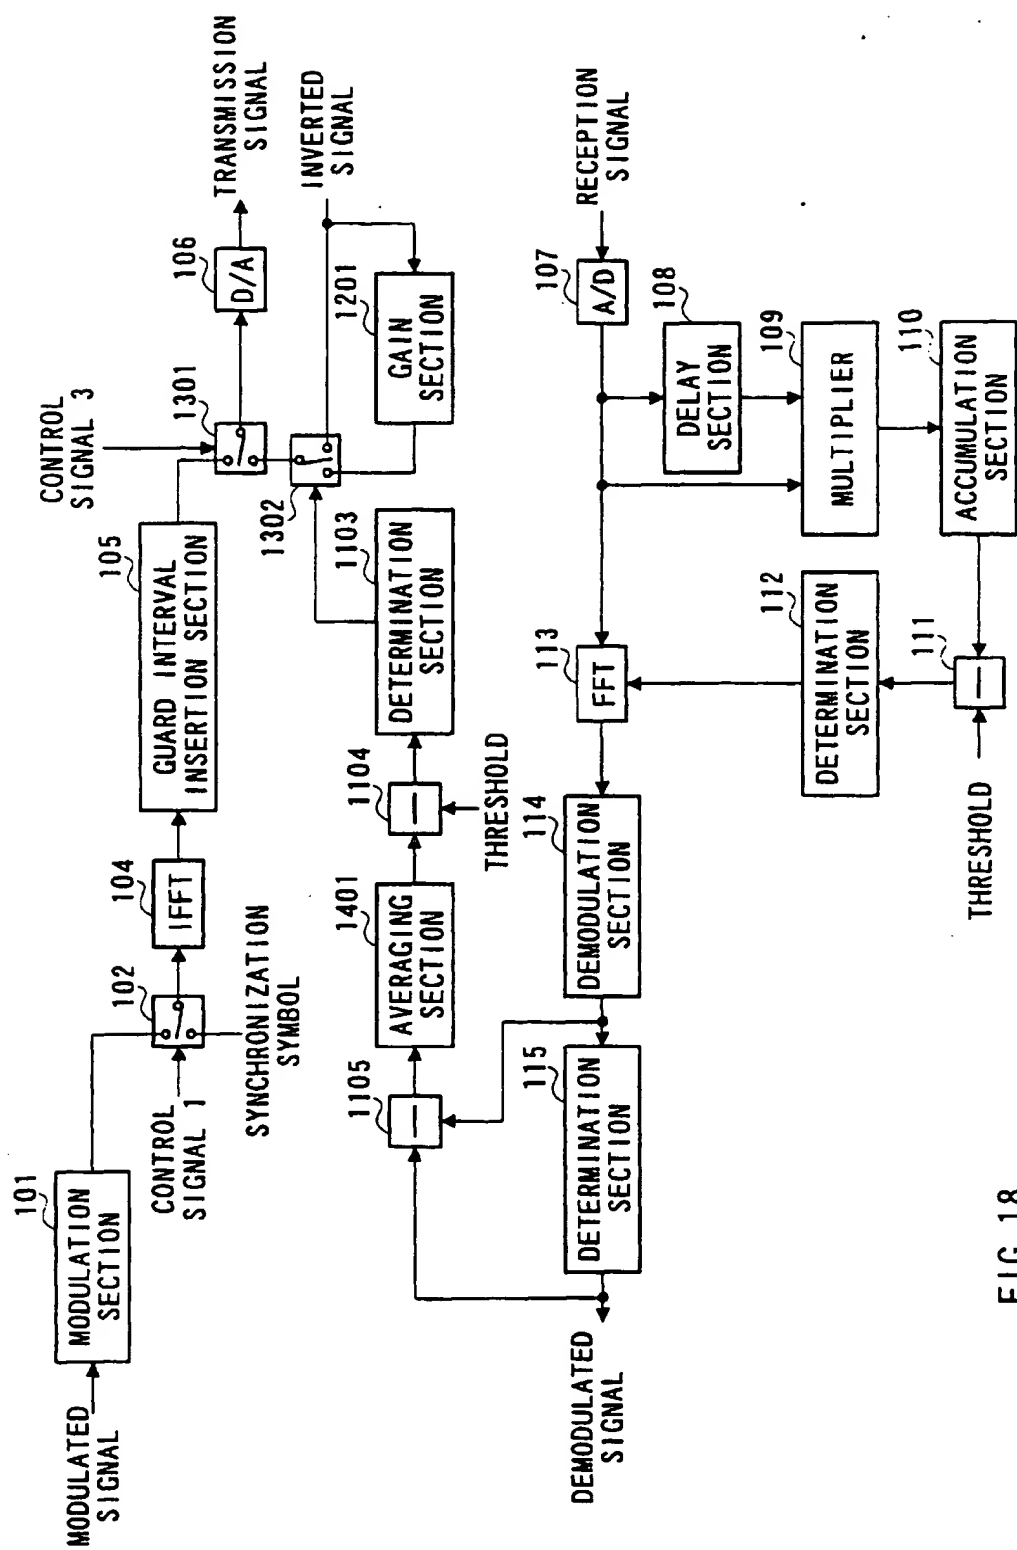 MODULATED
SIGNAL
101
MODULATION
SECTION
CONTROL
SIGNAL 1
102
SYNCHRONIZATION
SYMBOL
104
IFFT
105
GUARD INTERVAL
INSERTION SECTION
CONTROL
SIGNAL 3
1301
106
D/A
TRANSMISSION
SIGNAL
1105
1401
AVERAGING
SECTION
1104
THRESHOLD
1103
DETERMINATION
SECTION
1302
1201
GAIN
SECTION
INVERTED
SIGNAL
DEMODULATED
SIGNAL
115
DETERMINATION
SECTION
114
DEMODULATION
SECTION
113
FFT
107
A/D
RECEPTION
SIGNAL
108
DELAY
SECTION
109
MULTIPLIER
110
ACCUMULATION
SECTION
112
DETERMINATION
SECTION
111
THRESHOLD
FIG. 18